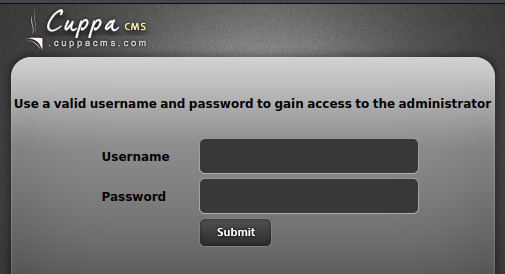 Cuppa CMS
.cuppacms.com
Use a valid username and password to gain access to the administrator
Username
Password
Submit